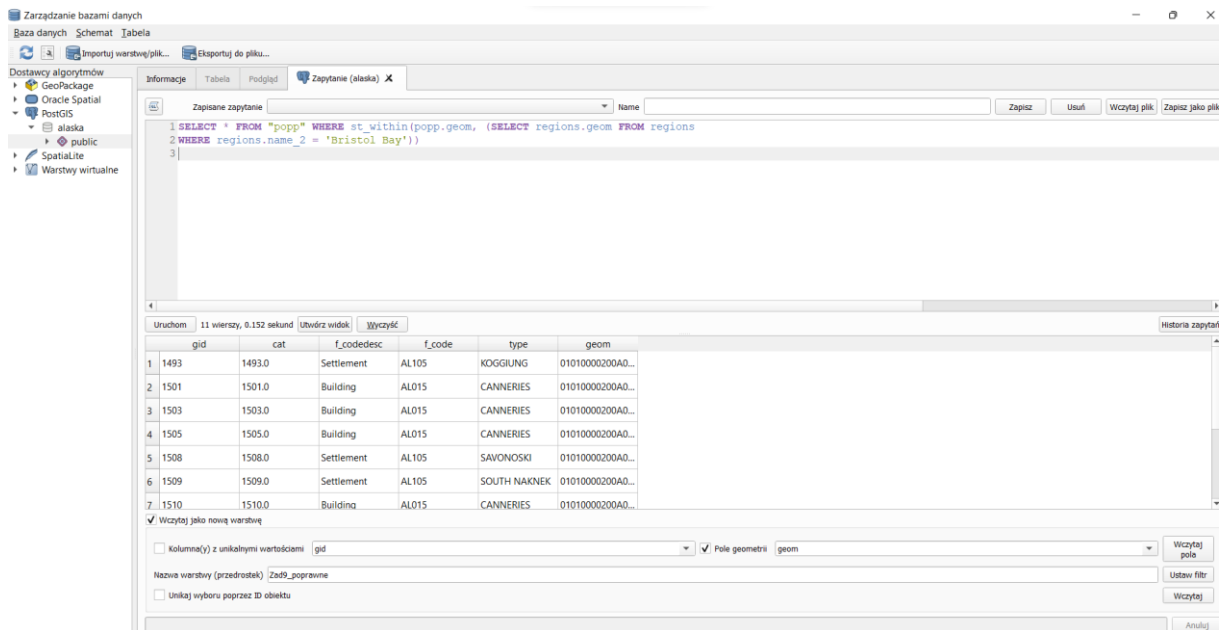 Zarządzanie bazami danych
Baza danych Schemat Tabela
Importuj warstwę/plik... Eksportuj do pliku...
Dostawcy algorytmów
GeoPackage
Oracle Spatial
PostGIS
alaska
public
SpatiaLite
Warstwy wirtualne
Informacje Tabela Podgląd Zapytanie (alaska)
Zapisane zapytanie Name Zapisz Usuń Wczytaj plik Zapisz jako plik
1 SELECT * FROM "popp" WHERE st_within(popp.geom, (SELECT regions.geom FROM regions
2 WHERE regions.name_2 = 'Bristol Bay'))
3
Uruchom 11 wierszy, 0.152 sekund Utwórz widok Wyczyść Historia zapytań
gid cat f_codedesc f_code type geom
1 1493 1493.0 Settlement AL105 KOGGIUNG 01010000200A0...
2 1501 1501.0 Building AL015 CANNERIES 01010000200A0...
3 1503 1503.0 Building AL015 CANNERIES 01010000200A0...
4 1505 1505.0 Building AL015 CANNERIES 01010000200A0...
5 1508 1508.0 Settlement AL105 SAVONOSKI 01010000200A0...
6 1509 1509.0 Settlement AL105 SOUTH NAKNEK 01010000200A0...
7 1510 1510.0 Building AL015 CANNERIES 01010000200A0...
Wczytaj jako nową warstwę
Kolumna(y) z unikalnymi wartościami gid Pole geometrii geom Wczytaj pola
Nazwa warstwy (przedrostek) Zad9_poprawne Ustaw filtr
Unikaj wyboru poprzez ID obiektu Wczytaj
Anuluj